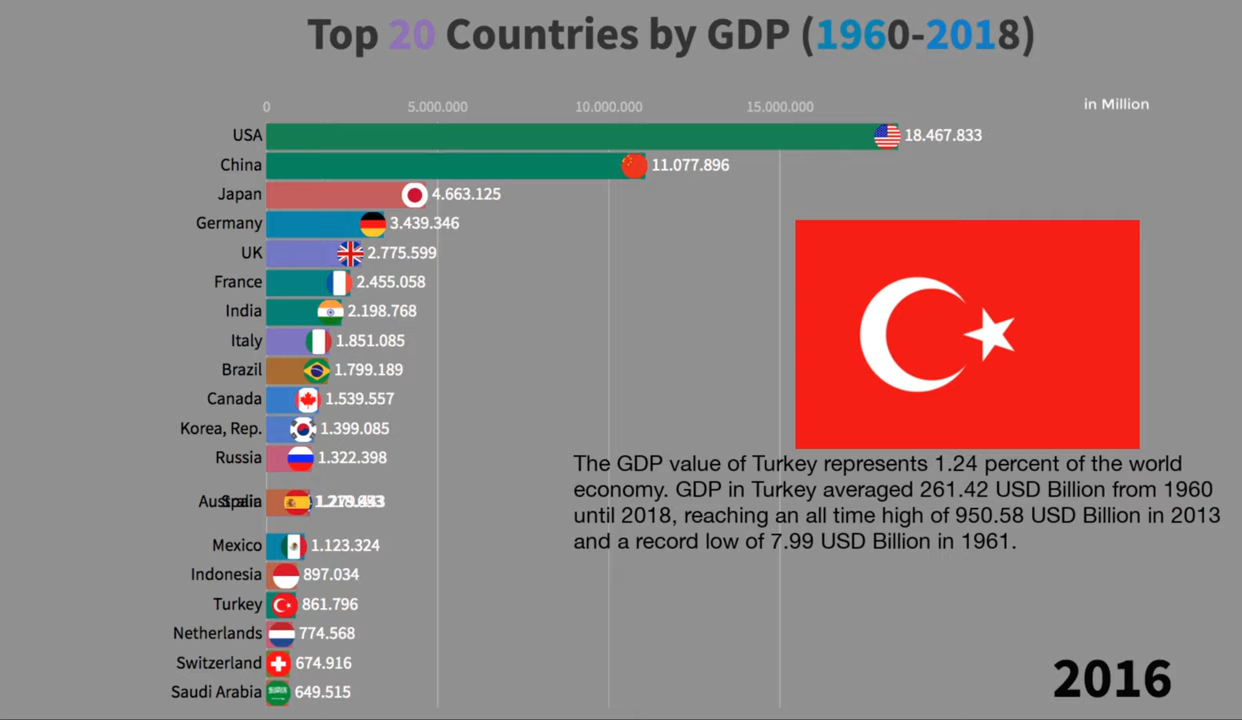 Top 20 Countries by GDP (1960-2018)
0 5.000.000 10.000.000 15.000.000 in Million
USA 18.467.833
China 11.077.896
Japan 4.663.125
Germany 3.439.346
UK 2.775.599
France 2.455.058
India 2.198.768
Italy 1.851.085
Brazil 1.799.189
Canada 1.539.557
Korea, Rep. 1.399.085
Russia 1.322.398
Mexico 1.123.324
Indonesia 897.034
Turkey 861.796
Netherlands 774.568
Switzerland 674.916
Saudi Arabia 649.515
The GDP value of Turkey represents 1.24 percent of the world
economy. GDP in Turkey averaged 261.42 USD Billion from 1960
until 2018, reaching an all time high of 950.58 USD Billion in 2013
and a record low of 7.99 USD Billion in 1961.
2016